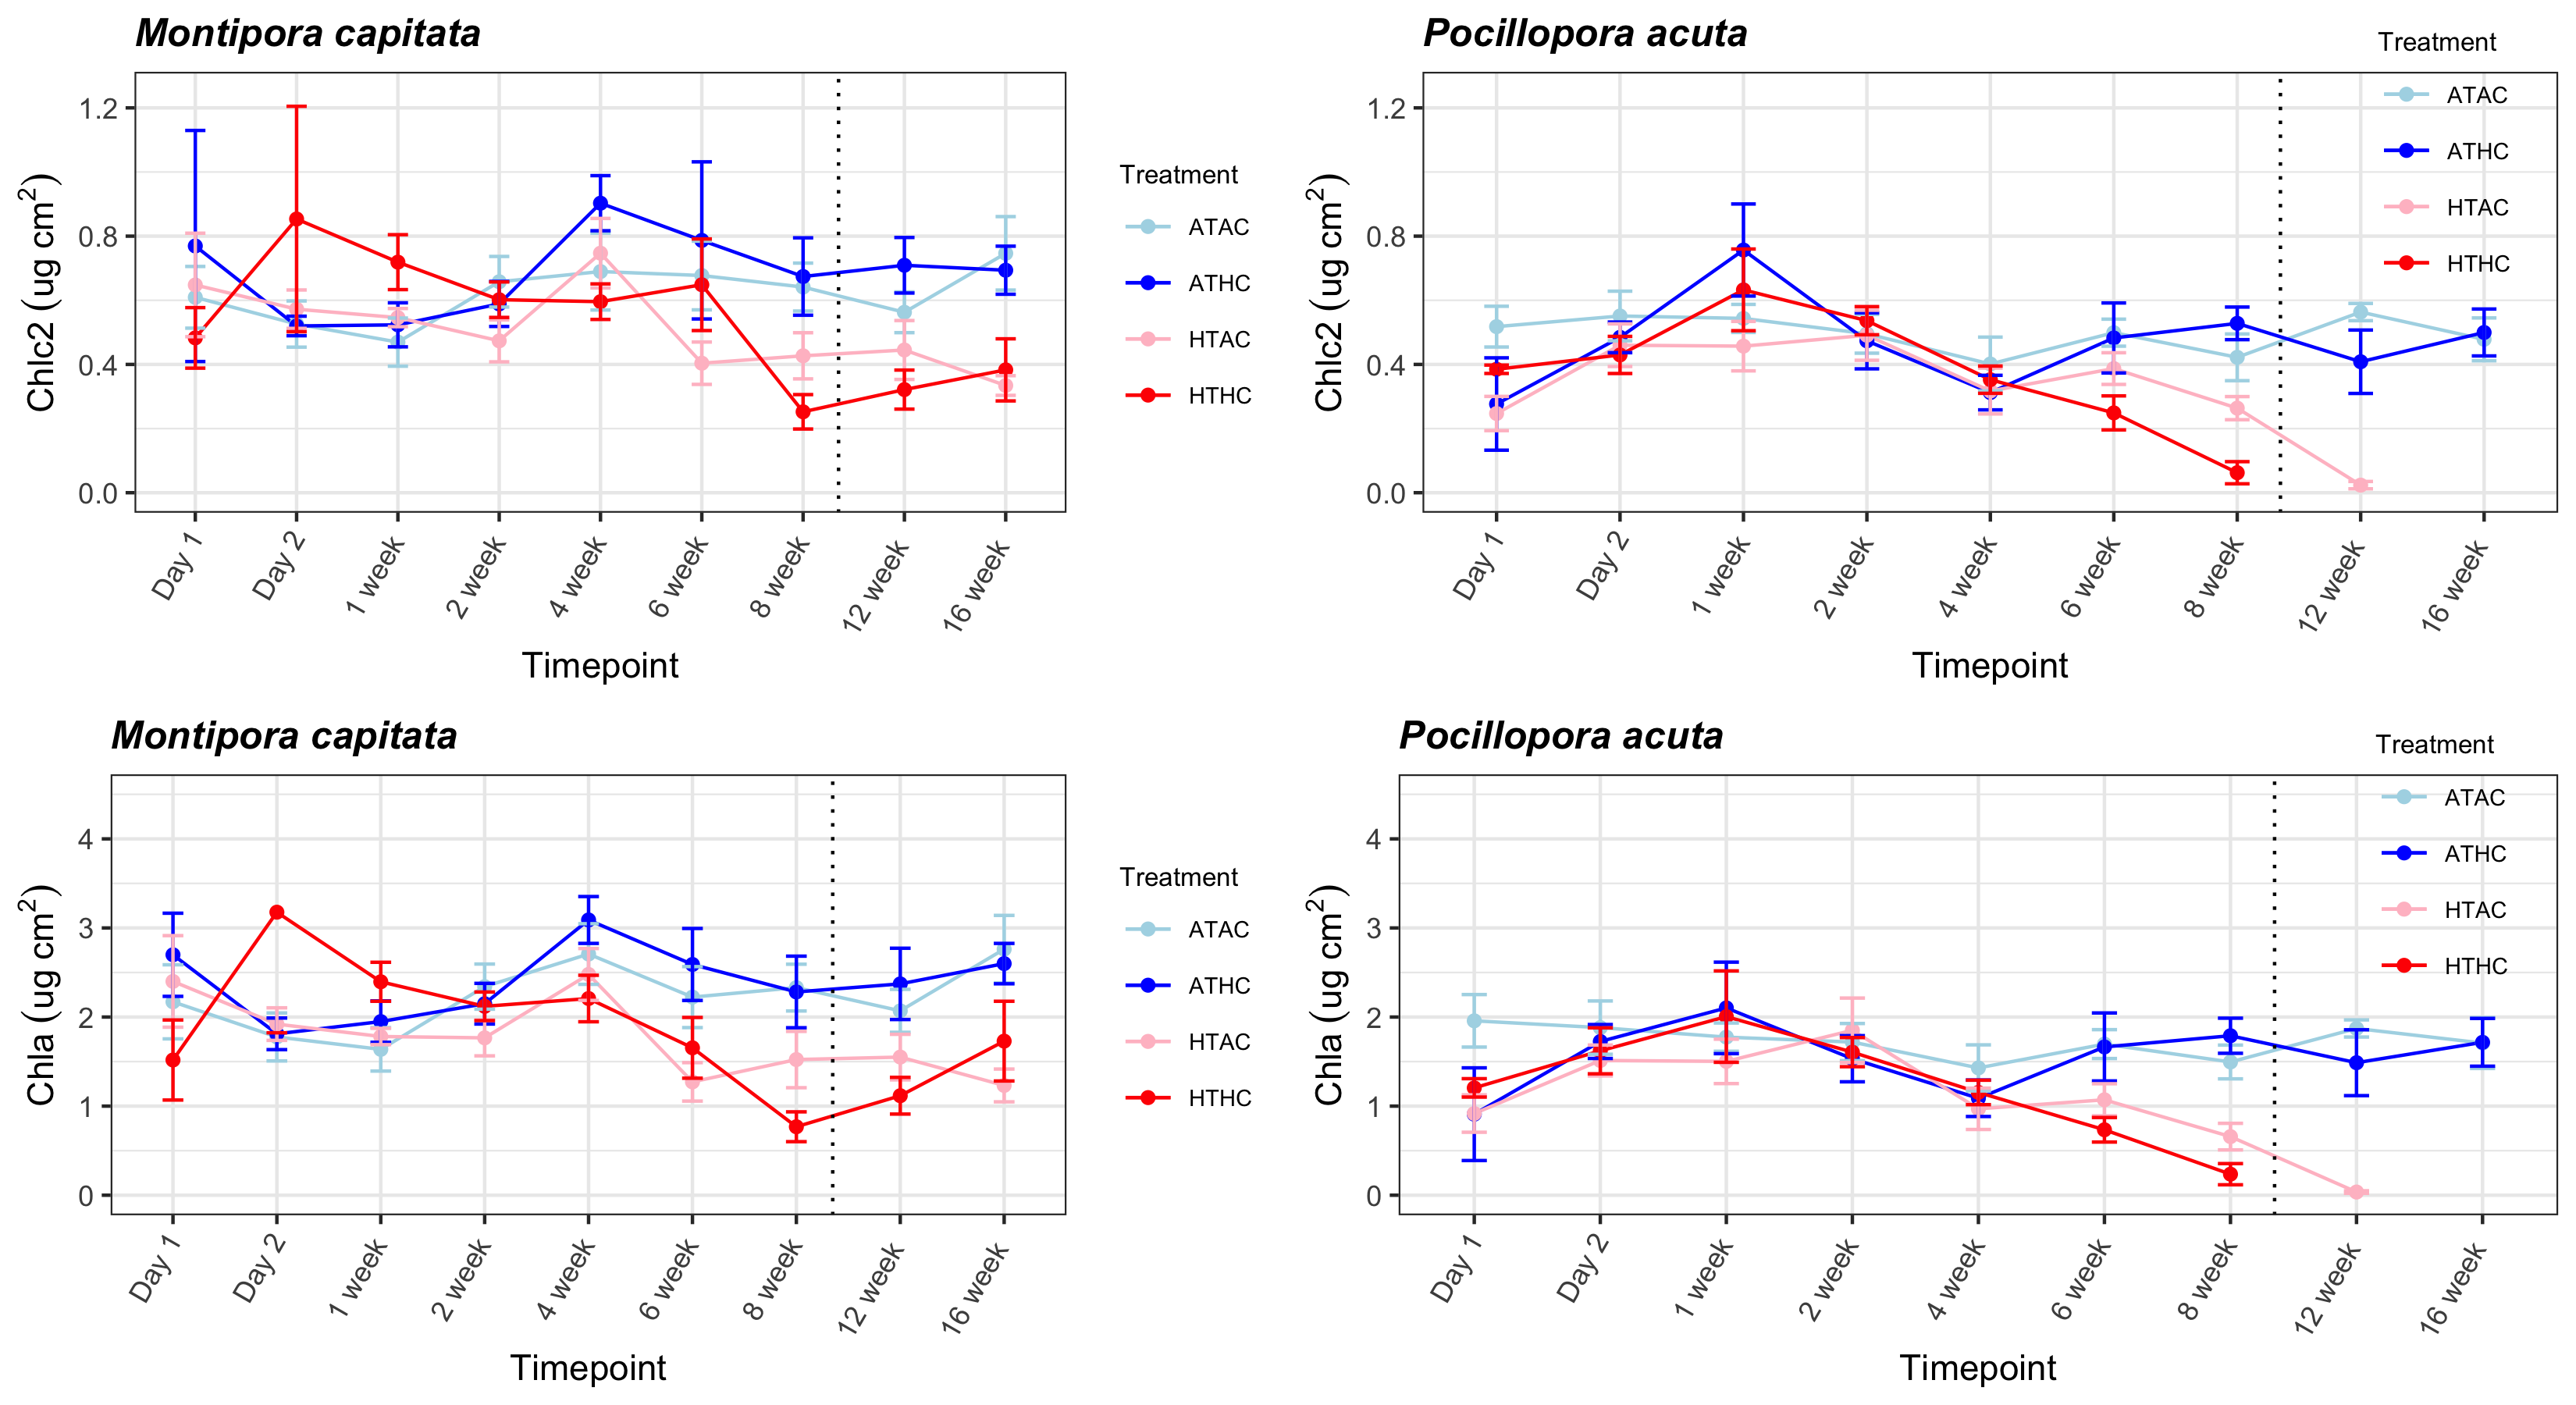 Montipora capitata
Chlc2 (ug cm2)
1.2
0.8
0.4
0.0
Day 1
Day 2
1 week
2 week
4 week
6 week
8 week
12 week
16 week
Timepoint
Treatment
ATAC
ATHC
HTAC
HTHC
Pocillopora acuta
Chlc2 (ug cm2)
1.2
0.8
0.4
0.0
Day 1
Day 2
1 week
2 week
4 week
6 week
8 week
12 week
16 week
Timepoint
Treatment
ATAC
ATHC
HTAC
HTHC
Montipora capitata
Chla (ug cm2)
4
3
2
1
0
Day 1
Day 2
1 week
2 week
4 week
6 week
8 week
12 week
16 week
Timepoint
Treatment
ATAC
ATHC
HTAC
HTHC
Pocillopora acuta
Chla (ug cm2)
4
3
2
1
0
Day 1
Day 2
1 week
2 week
4 week
6 week
8 week
12 week
16 week
Timepoint
Treatment
ATAC
ATHC
HTAC
HTHC